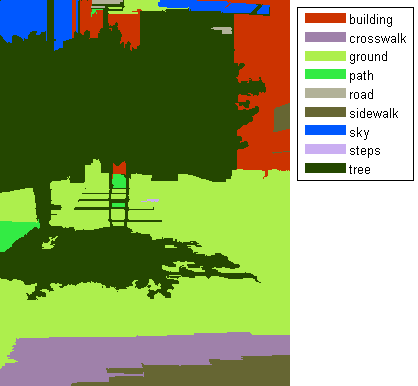 building
crosswalk
ground
path
road
sidewalk
sky
steps
tree